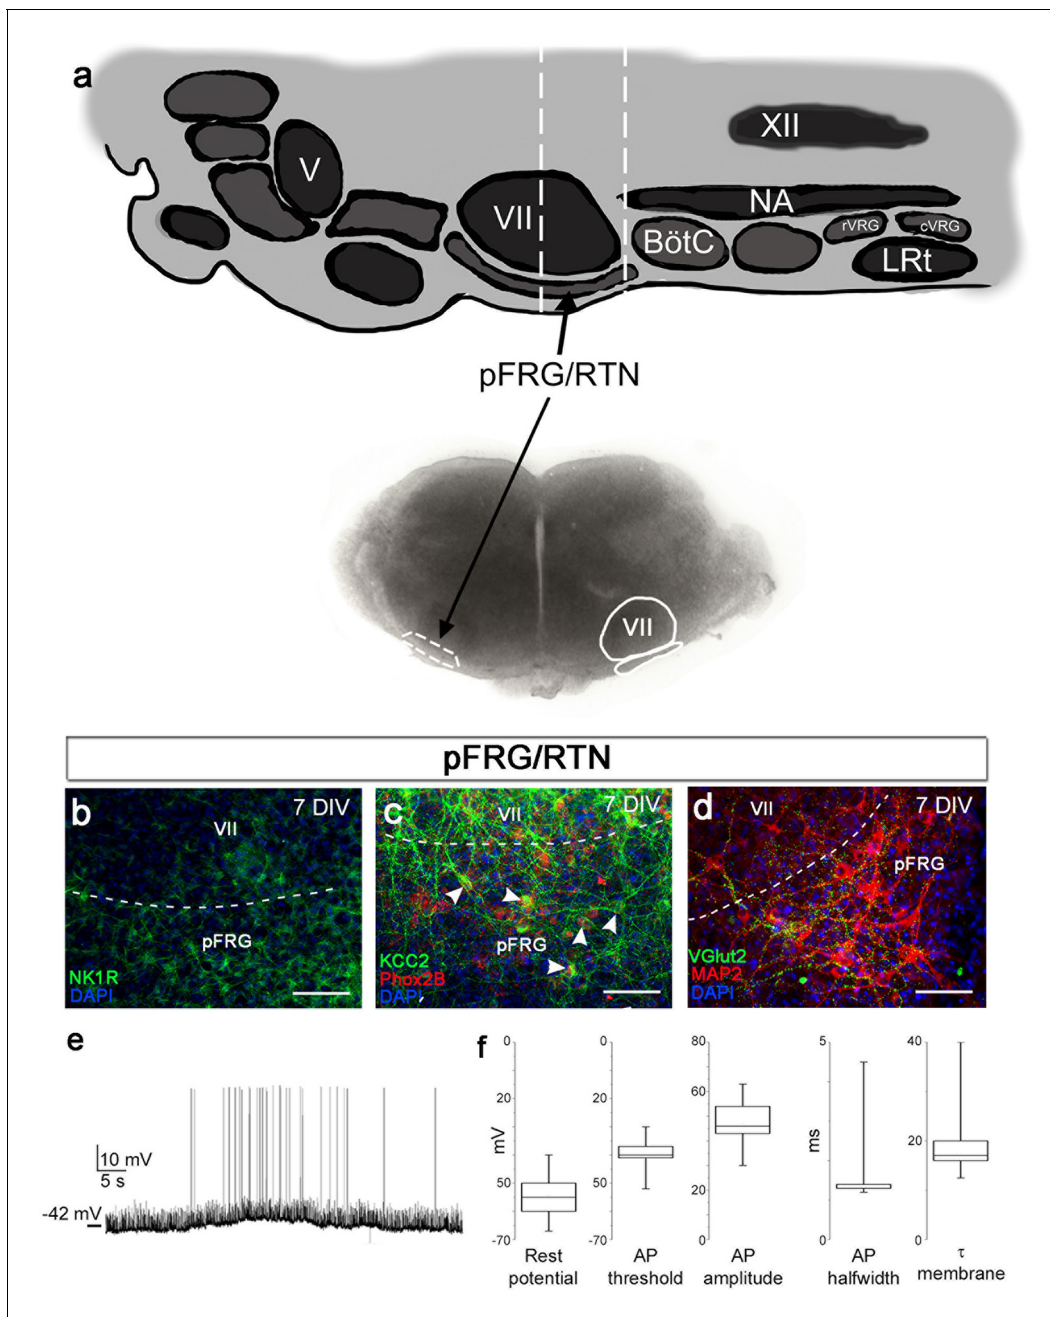 a
XII
V
VII
NA
BötC
rVRG
cVRG
LRt
pFRG/RTN
VII
pFRG/RTN
b
7 DIV
VII
pFRG
NK1R
DAPI
c
7 DIV
VII
pFRG
KCC2
Phox2B
DAPI
d
7 DIV
VII
pFRG
VGlut2
MAP2
DAPI
e
10 mV
5 s
-42 mV
f
mV
0
20
50
-70
Rest
potential
0
20
50
-70
AP
threshold
80
60
40
20
0
AP
amplitude
ms
5
0
AP
halfwidth
40
20
0
τ
membrane